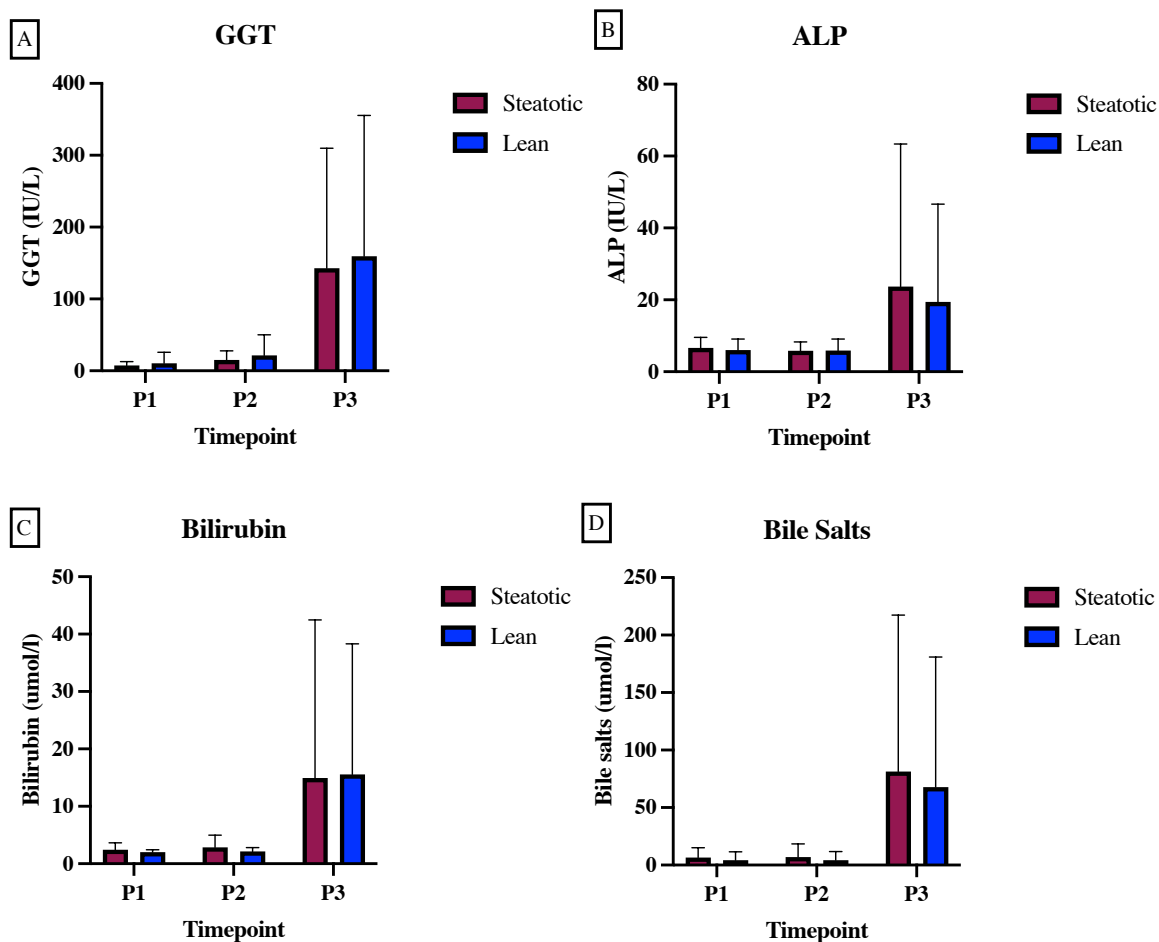 A
GGT
GGT (IU/L)
400
300
200
100
0
P1 P2 P3
Timepoint
Steatotic
Lean
B
ALP
ALP (IU/L)
80
60
40
20
0
P1 P2 P3
Timepoint
Steatotic
Lean
C
Bilirubin
Bilirubin (umol/l)
50
40
30
20
10
0
P1 P2 P3
Timepoint
Steatotic
Lean
D
Bile Salts
Bile salts (umol/l)
250
200
150
100
50
0
P1 P2 P3
Timepoint
Steatotic
Lean